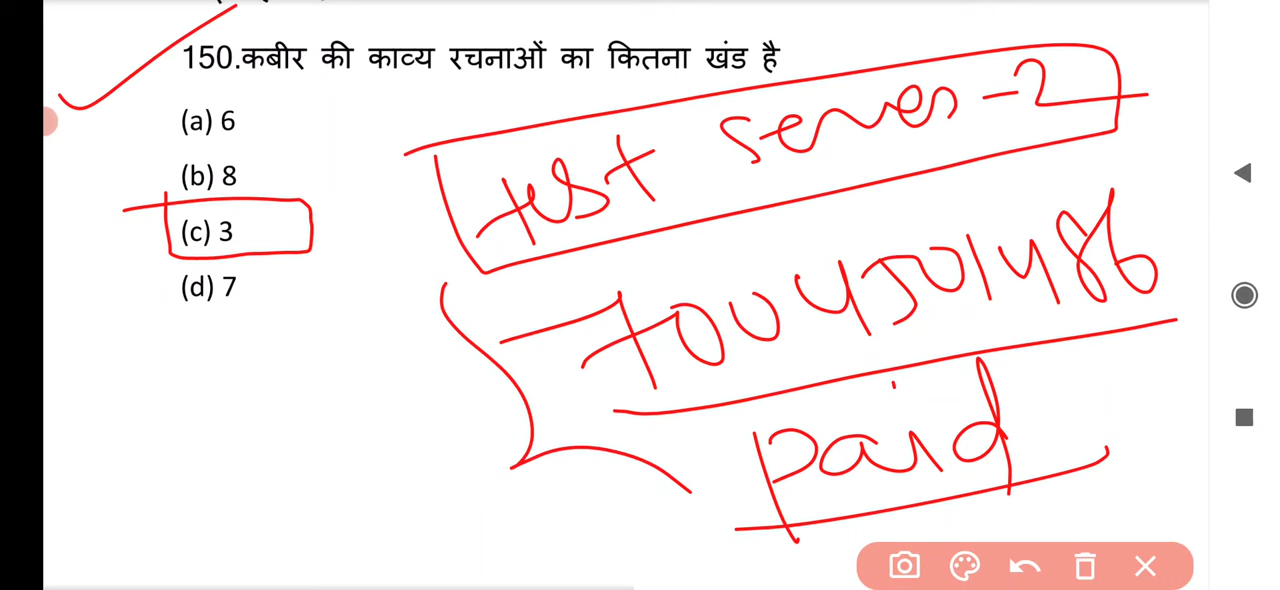 150.कबीर की काव्य रचनाओं का कितना खंड है
(a) 6
(b) 8
(c) 3
(d) 7
test series - 2
7004501486
paid